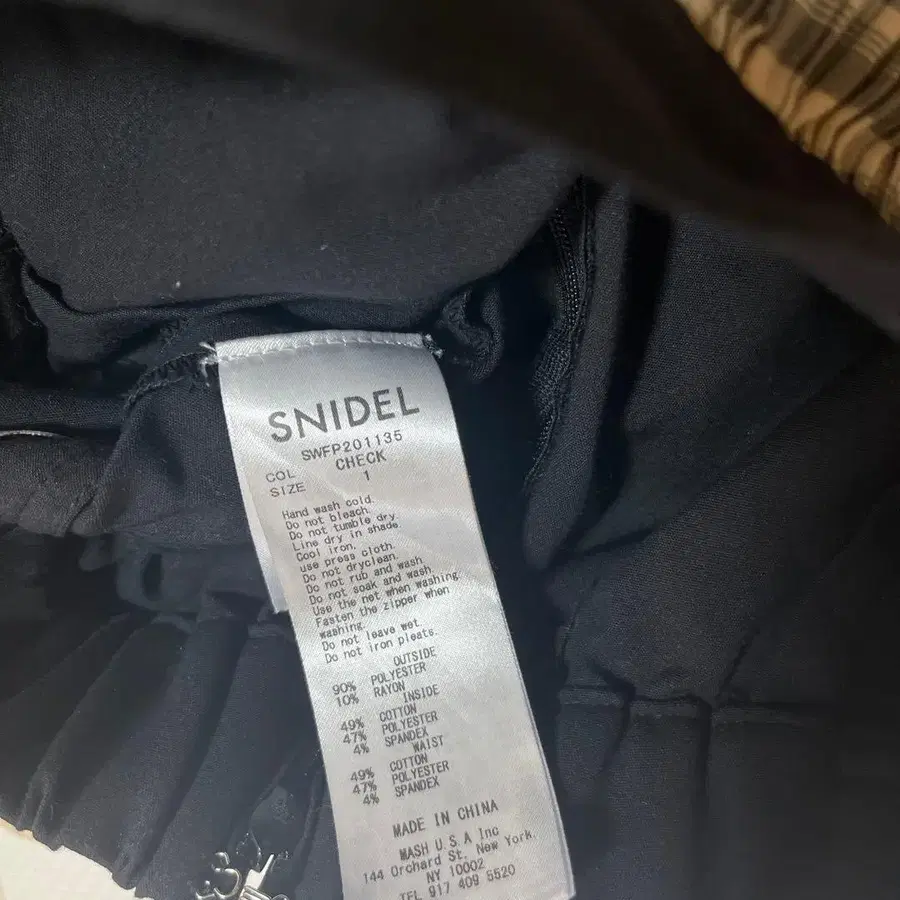 SNIDEL
SWFP201135
COL CHECK
SIZE 1
Hand wash cold.
Do not bleach.
Do not tumble dry.
Line dry in shade.
Cool iron.
use press cloth.
Do not dryclean.
Do not rub and wash.
Do not soak and wash.
Use the net when washing.
Fasten the zipper when
washing.
Do not leave wet.
Do not iron pleats.
OUTSIDE
90% POLYESTER
10% RAYON
INSIDE
49% COTTON
47% POLYESTER
4% SPANDEX
WAIST
49% COTTON
47% POLYESTER
4% SPANDEX
MADE IN CHINA
MASH U.S.A Inc
144 Orchard St, New York.
NY 10002
TEL 917 409 5520